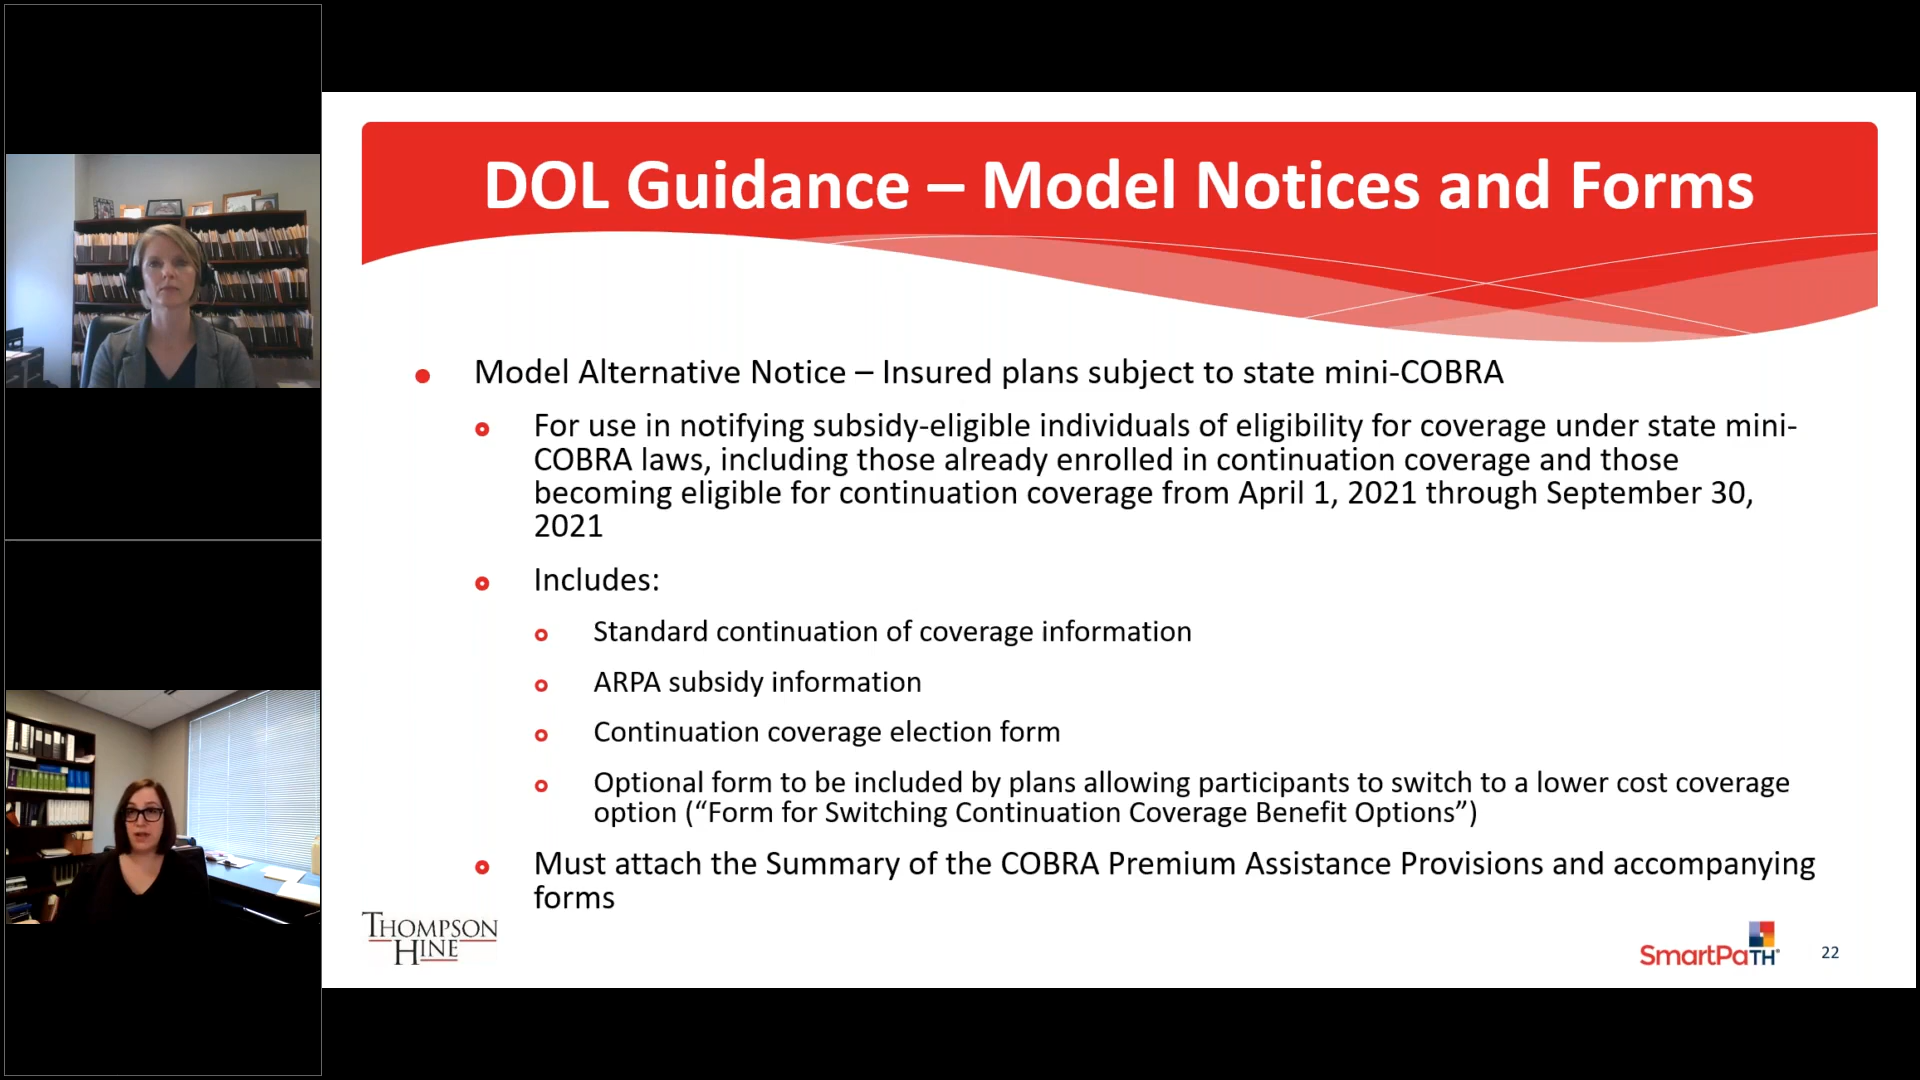 DOL Guidance – Model Notices and Forms
Model Alternative Notice – Insured plans subject to state mini-COBRA
For use in notifying subsidy-eligible individuals of eligibility for coverage under state mini-
COBRA laws, including those already enrolled in continuation coverage and those
becoming eligible for continuation coverage from April 1, 2021 through September 30,
2021
Includes:
Standard continuation of coverage information
ARPA subsidy information
Continuation coverage election form
Optional form to be included by plans allowing participants to switch to a lower cost coverage
option (“Form for Switching Continuation Coverage Benefit Options”)
Must attach the Summary of the COBRA Premium Assistance Provisions and accompanying
forms
THOMPSON
HINE
SmartPaTH
22